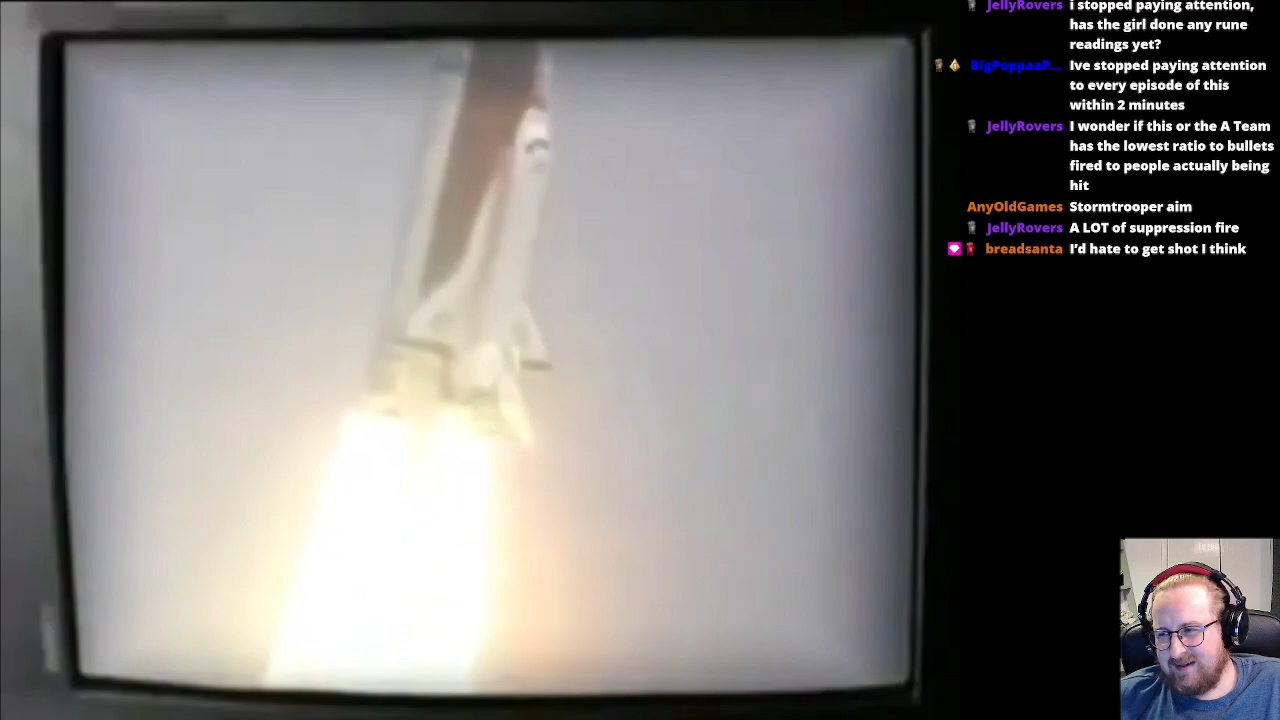 JellyRovers i stopped paying attention,
has the girl done any rune
readings yet?
BigPoppaaP... Ive stopped paying attention
to every episode of this
within 2 minutes
JellyRovers I wonder if this or the A Team
has the lowest ratio to bullets
fired to people actually being
hit
AnyOldGames Stormtrooper aim
JellyRovers A LOT of suppression fire
breadsanta I'd hate to get shot I think